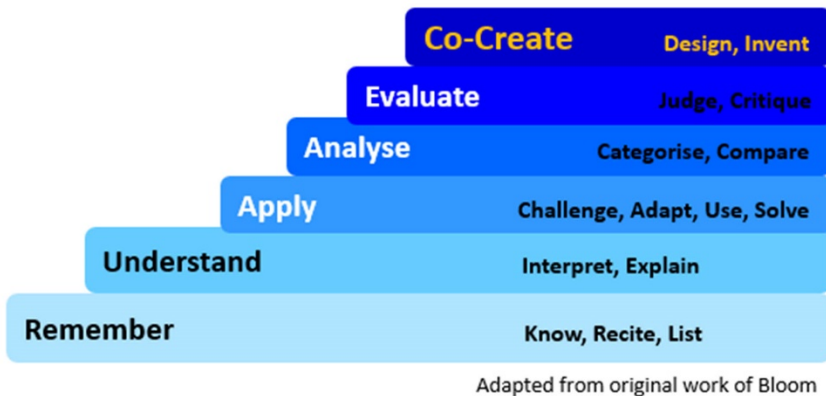 Co-Create Design, Invent
Evaluate Judge, Critique
Analyse Categorise, Compare
Apply Challenge, Adapt, Use, Solve
Understand Interpret, Explain
Remember Know, Recite, List
Adapted from original work of Bloom